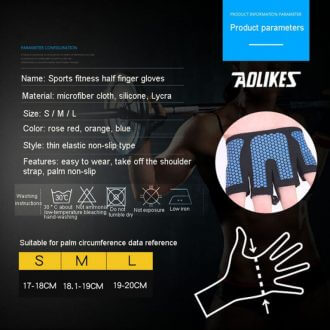 PRODUCT INFORMATION PARAMETER
Product parameters
PARAMETER CONFIGURATION
Name: Sports fitness half finger gloves
Material: microfiber cloth, silicone, Lycra
Size: S / M / L
Color: rose red, orange, blue
Style: thin elastic non-slip type
Features: easy to wear, take off the shoulder
strap, palm non-slip
AOLIKES
Washing
instructions
30°C
30 ° C about
low-temperature
hand-washing
Not ammonia
bleaching
Do not
tumble dry
Not exposure
Low iron
Suitable for palm circumference data reference
S M L
17-18CM 18.1-19CM 19-20CM